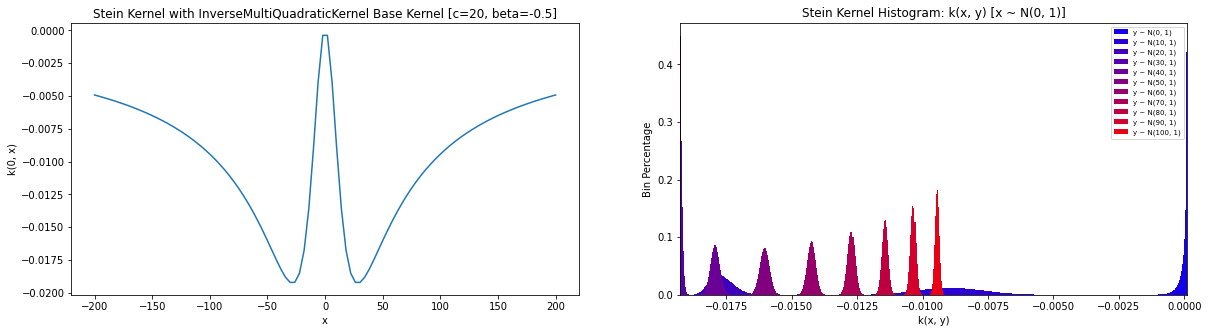 Stein Kernel with InverseMultiQuadraticKernel Base Kernel [c=20, beta=-0.5]
0.0000
−0.0025
−0.0050
−0.0075
−0.0100
−0.0125
−0.0150
−0.0175
−0.0200
k(0, x)
−200 −150 −100 −50 0 50 100 150 200
x
Stein Kernel Histogram: k(x, y) [x ~ N(0, 1)]
0.4
0.3
0.2
0.1
0.0
Bin Percentage
y ~ N(0, 1)
y ~ N(10, 1)
y ~ N(20, 1)
y ~ N(30, 1)
y ~ N(40, 1)
y ~ N(50, 1)
y ~ N(60, 1)
y ~ N(70, 1)
y ~ N(80, 1)
y ~ N(90, 1)
y ~ N(100, 1)
−0.0175 −0.0150 −0.0125 −0.0100 −0.0075 −0.0050 −0.0025 0.0000
k(x, y)